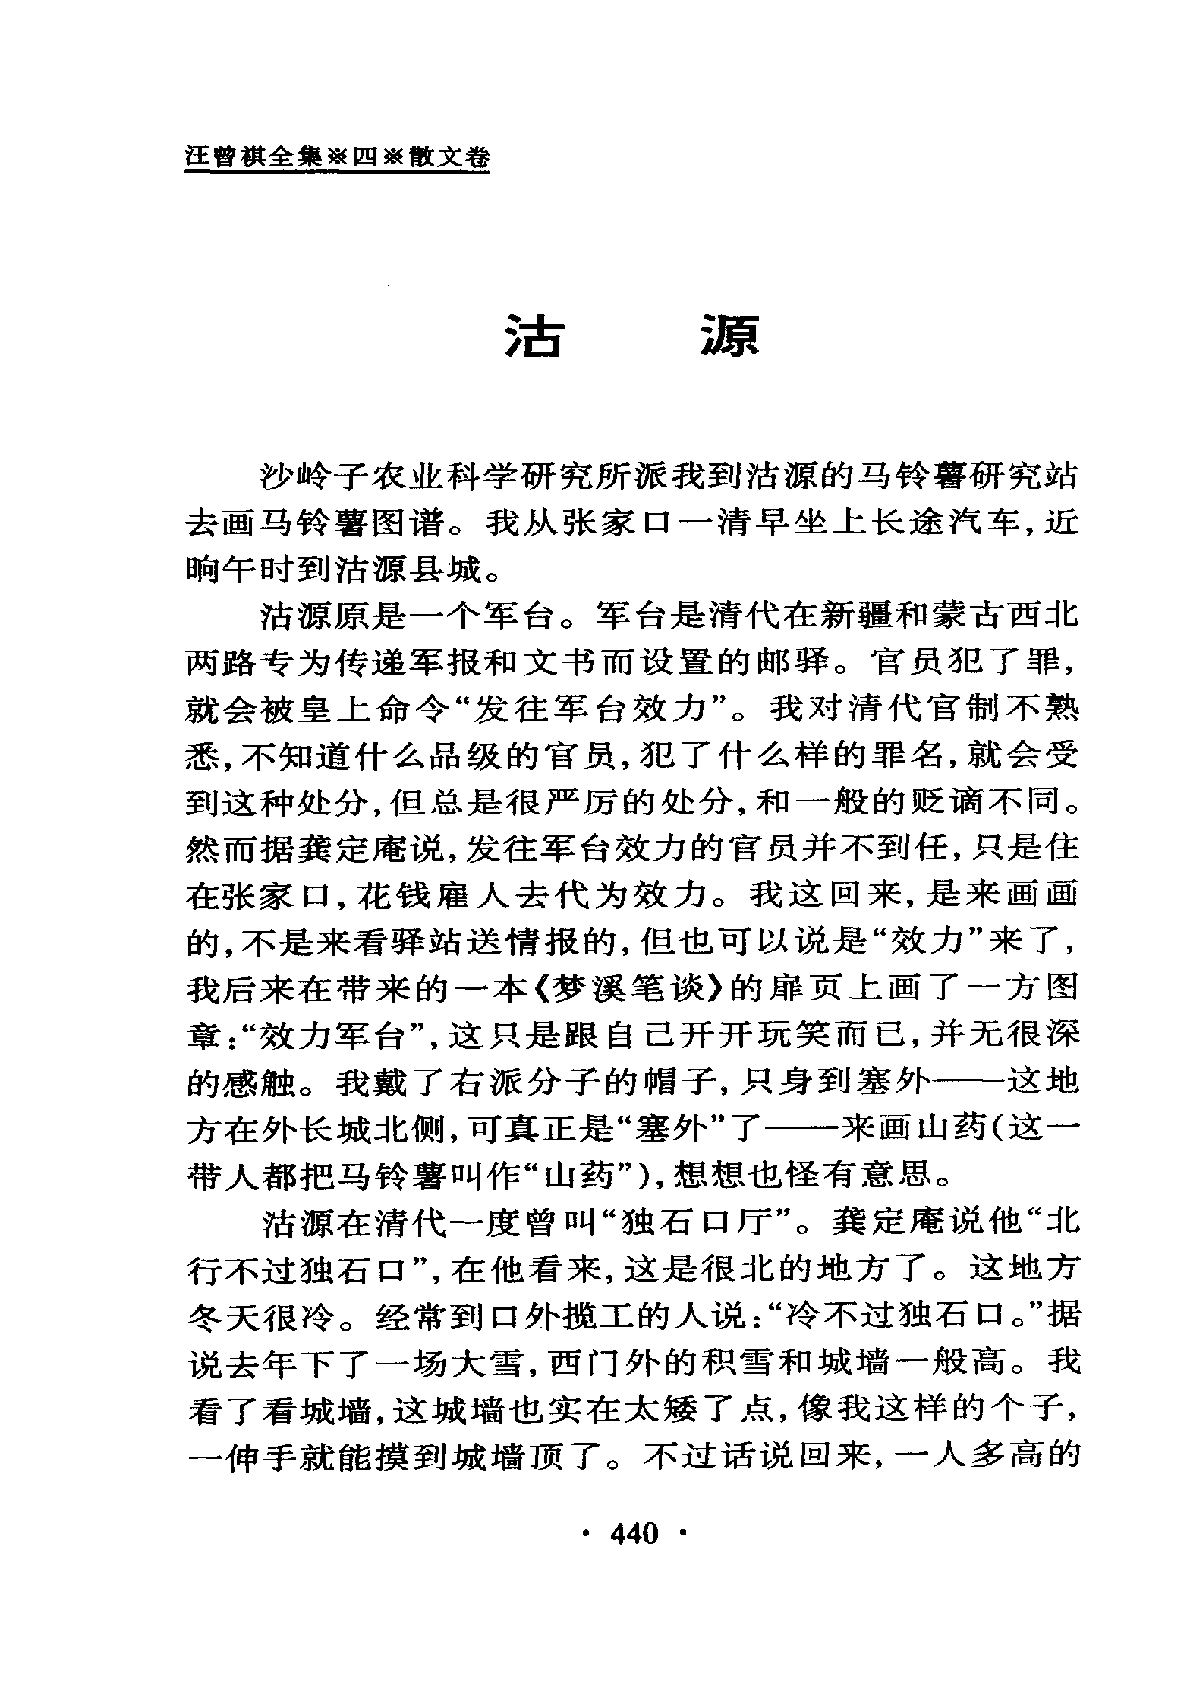 汪曾祺全集※四※散文卷
沽　源
沙岭子农业科学研究所派我到沽源的马铃薯研究站
去画马铃薯图谱。我从张家口一清早坐上长途汽车,近
晌午时到沽源县城。
沽源原是一个军台。军台是清代在新疆和蒙古西北
两路专为传递军报和文书而设置的邮驿。官员犯了罪,
就会被皇上命令“发往军台效力”。我对清代官制不熟
悉,不知道什么品级的官员,犯了什么样的罪名,就会受
到这种处分,但总是很严厉的处分,和一般的贬谪不同。
然而据龚定庵说,发往军台效力的官员并不到任,只是住
在张家口,花钱雇人去代为效力。我这回来,是来画画
的,不是来看驿站送情报的,但也可以说是“效力”来了,
我后来在带来的一本《梦溪笔谈》的扉页上画了一方图
章:“效力军台”,这只是跟自己开开玩笑而已,并无很深
的感触。我戴了右派分子的帽子,只身到塞外——这地
方在外长城北侧,可真正是“塞外”了——来画山药(这一
带人都把马铃薯叫作“山药”),想想也怪有意思。
沽源在清代一度曾叫“独石口厅”。龚定庵说他“北
行不过独石口”,在他看来,这是很北的地方了。这地方
冬天很冷。经常到口外揽工的人说:“冷不过独石口。”据
说去年下了一场大雪,西门外的积雪和城墙一般高。我
看了看城墙,这城墙也实在太矮了点,像我这样的个子,
一伸手就能摸到城墙顶了。不过话说回来,一人多高的
· 440 ·